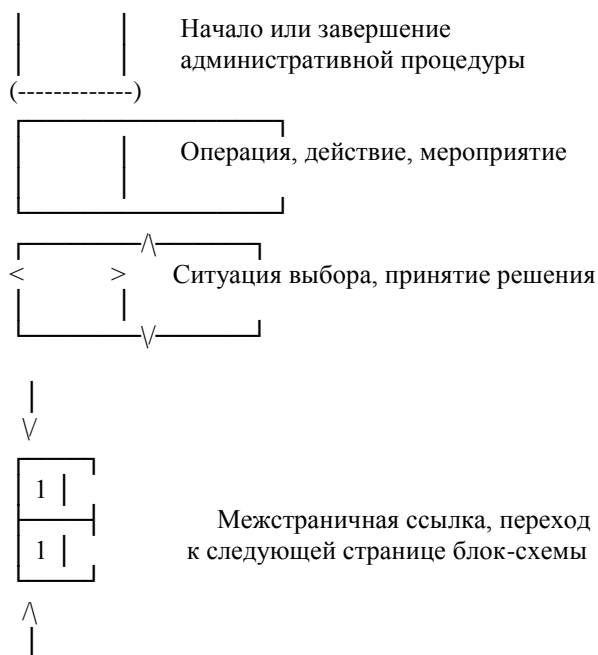 Начало или завершение
административной процедуры
(-------------)
Операция, действие, мероприятие
/\
< > Ситуация выбора, принятие решения
\/
\/
1
Межстраничная ссылка, переход
1 к следующей странице блок-схемы
/\